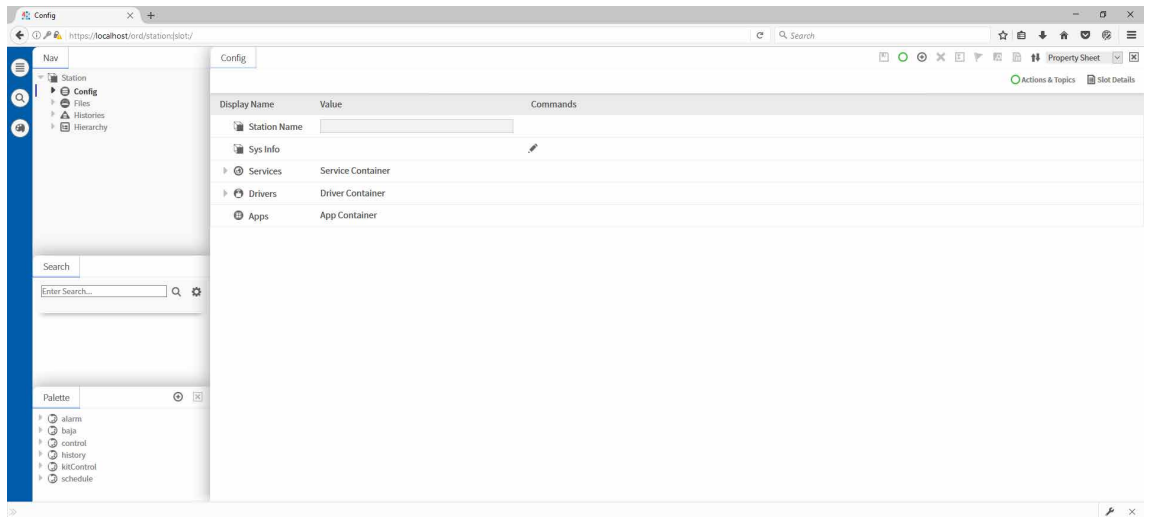 Config
https://localhost/ord/station:|slot:/
Search
Nav
Station
Config
Files
Histories
Hierarchy
Search
Enter Search...
Palette
alarm
baja
control
history
kitControl
schedule
Config
Property Sheet
Actions & Topics Slot Details
Display Name Value Commands
Station Name
Sys Info
Services Service Container
Drivers Driver Container
Apps App Container